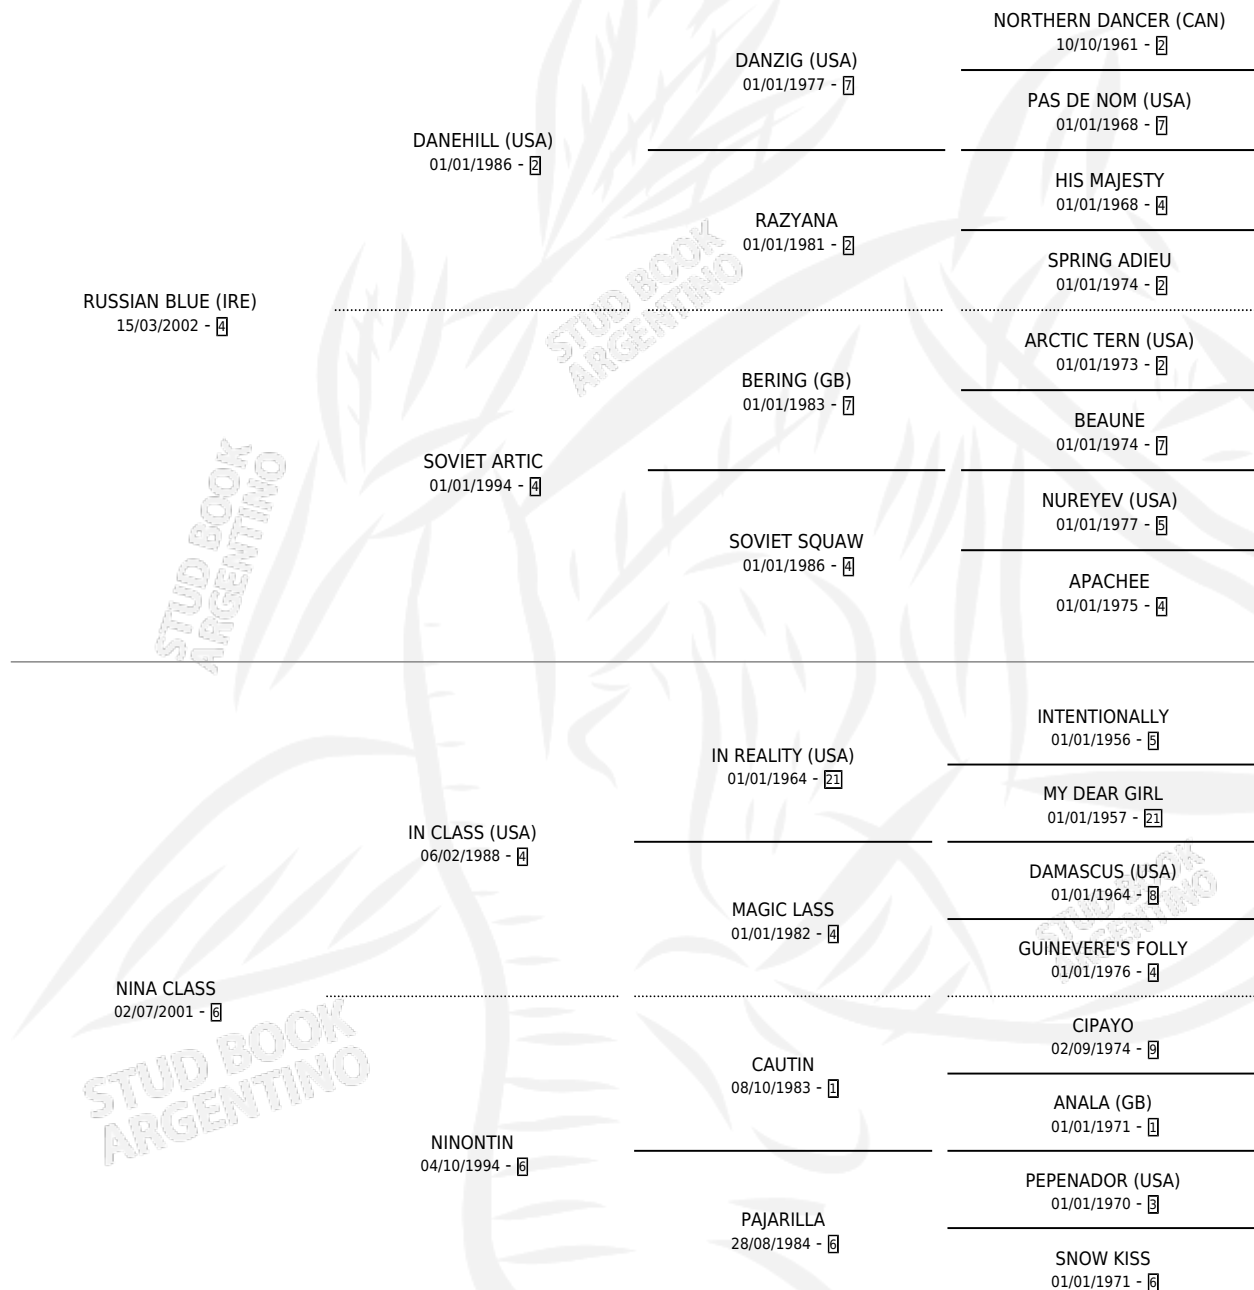 NORTHERN DANCER (CAN)
10/10/1961 - 2
DANZIG (USA)
01/01/1977 - 7
PAS DE NOM (USA)
01/01/1968 - 7
DANEHILL (USA)
01/01/1986 - 2
HIS MAJESTY
01/01/1968 - 4
RAZYANA
01/01/1981 - 2
SPRING ADIEU
01/01/1974 - 2
RUSSIAN BLUE (IRE)
15/03/2002 - 4
STUD BOOK
ARGENTINO
ARCTIC TERN (USA)
01/01/1973 - 2
BERING (GB)
01/01/1983 - 7
BEAUNE
01/01/1974 - 7
SOVIET ARTIC
01/01/1994 - 4
NUREYEV (USA)
01/01/1977 - 5
SOVIET SQUAW
01/01/1986 - 4
APACHEE
01/01/1975 - 4
STUD BOOK
ARGENTINO
INTENTIONALLY
01/01/1956 - 5
IN REALITY (USA)
01/01/1964 - 21
MY DEAR GIRL
01/01/1957 - 21
IN CLASS (USA)
06/02/1988 - 4
DAMASCUS (USA)
01/01/1964 - 8
MAGIC LASS
01/01/1982 - 4
GUINEVERE'S FOLLY
01/01/1976 - 4
STUD BOOK
ARGENTINO
NINA CLASS
02/07/2001 - 6
CIPAYO
02/09/1974 - 9
CAUTIN
08/10/1983 - 1
ANALA (GB)
01/01/1971 - 1
STUD BOOK
ARGENTINO
NINONTIN
04/10/1994 - 6
PEPENADOR (USA)
01/01/1970 - 3
PAJARILLA
28/08/1984 - 6
SNOW KISS
01/01/1971 - 6